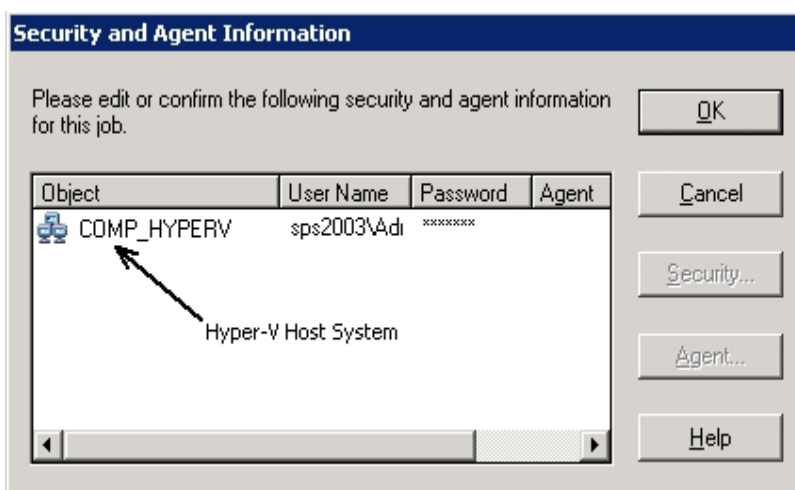 Security and Agent Information
Please edit or confirm the following security and agent information
for this job.
OK
Object User Name Password Agent
Cancel
COMP_HYPERV sps2003\Adı ×××××××
Security...
Hyper-V Host System
Agent...
Help